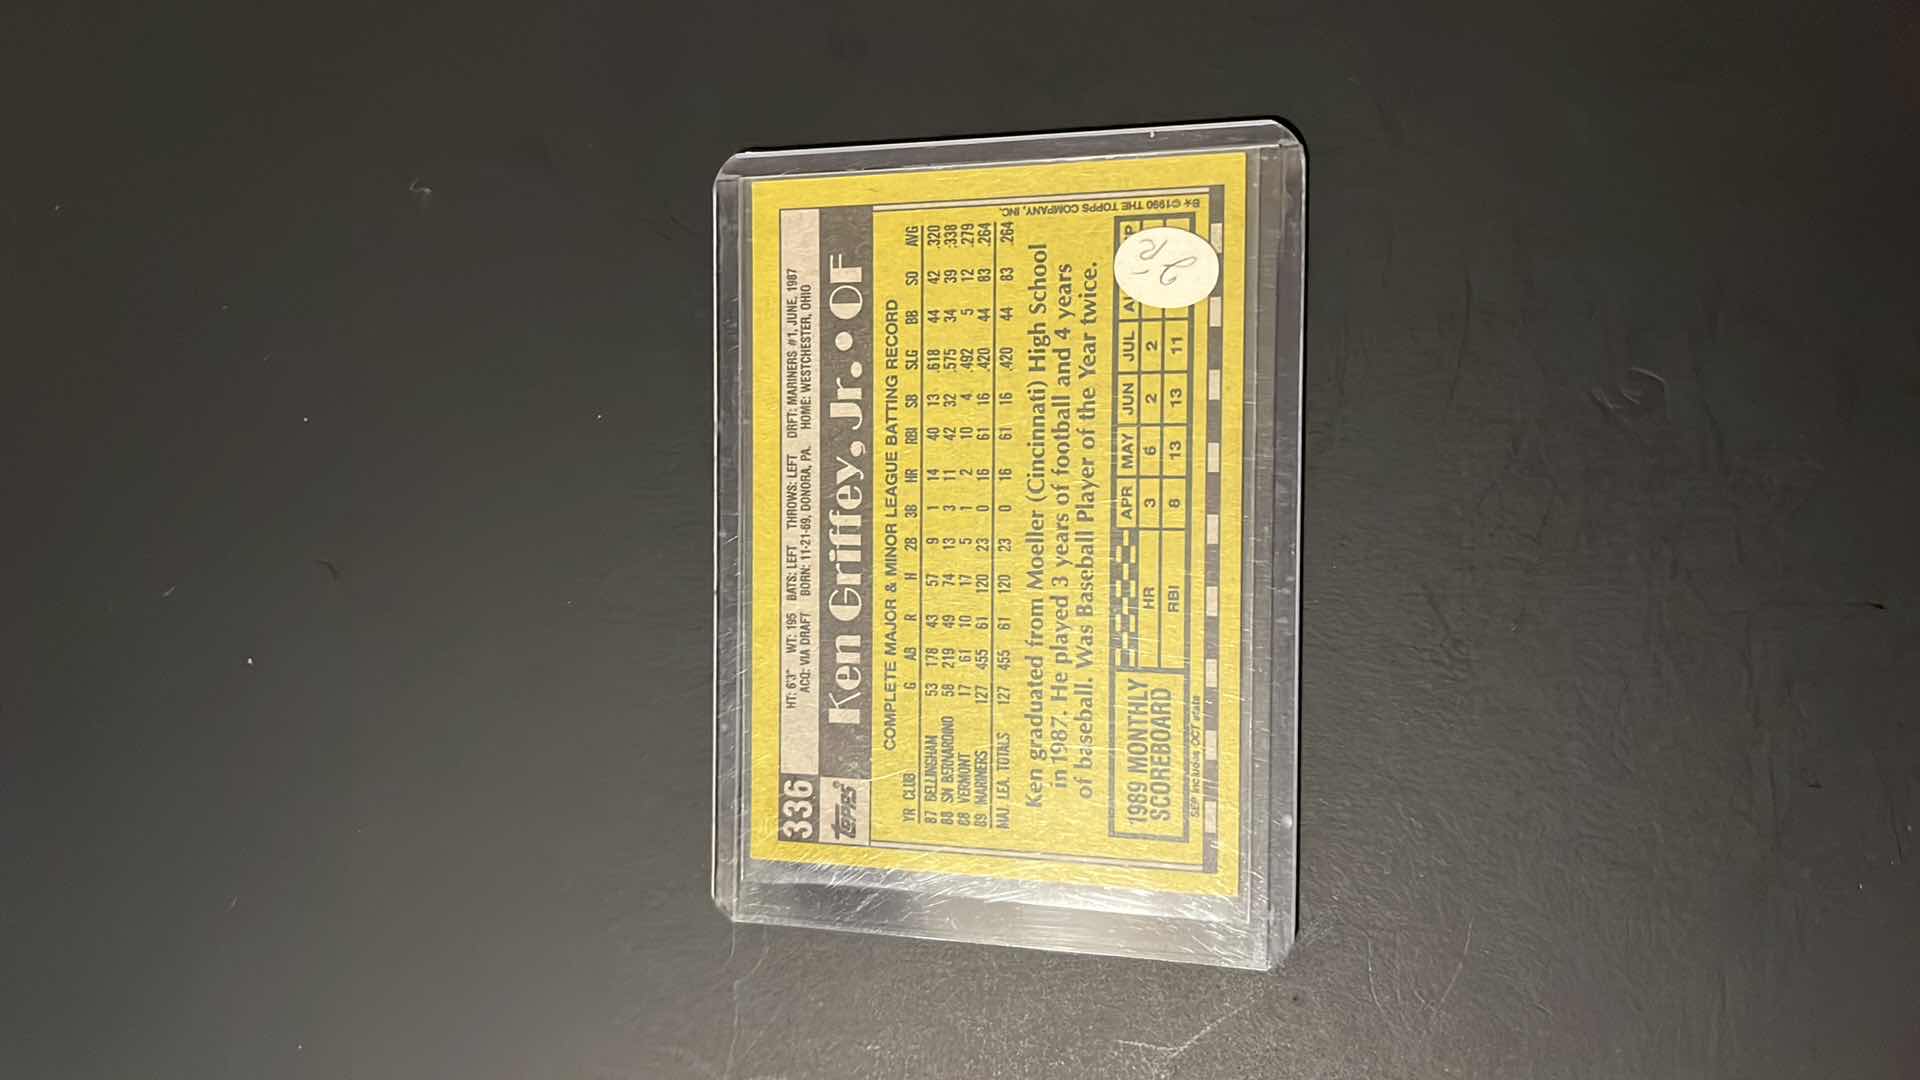 336
HT: 6'3" WT: 195 BATS: LEFT THROWS: LEFT DRFT: MARINERS #1, JUNE, 1987
ACQ: VIA DRAFT BORN: 11-21-69, DONORA, PA. HOME: WESTCHESTER, OHIO
TOPPS® Ken Griffey, Jr. • OF
COMPLETE MAJOR & MINOR LEAGUE BATTING RECORD
YR CLUB G AB R H 2B 3B HR RBI SB SLG BB SO AVG
87 BELLINGHAM 53 178 43 57 9 1 14 40 13 .618 44 42 .320
88 SN BERNARDINO 58 219 49 74 13 3 11 42 32 .575 34 39 .338
88 VERMONT 17 61 10 17 5 1 2 10 4 .492 5 12 .279
89 MARINERS 127 455 61 120 23 0 16 61 16 .420 44 83 .264
MAJ. LEA. TOTALS 127 455 61 120 23 0 16 61 16 .420 44 83 .264
Ken graduated from Moeller (Cincinnati) High School
in 1987. He played 3 years of football and 4 years
of baseball. Was Baseball Player of the Year twice.
1989 MONTHLY
SCOREBOARD
APR MAY JUN JUL
HR 3 6 2 2
RBI 8 13 13 11
SEP includes OCT stats
B* ©1990 THE TOPPS COMPANY, INC.